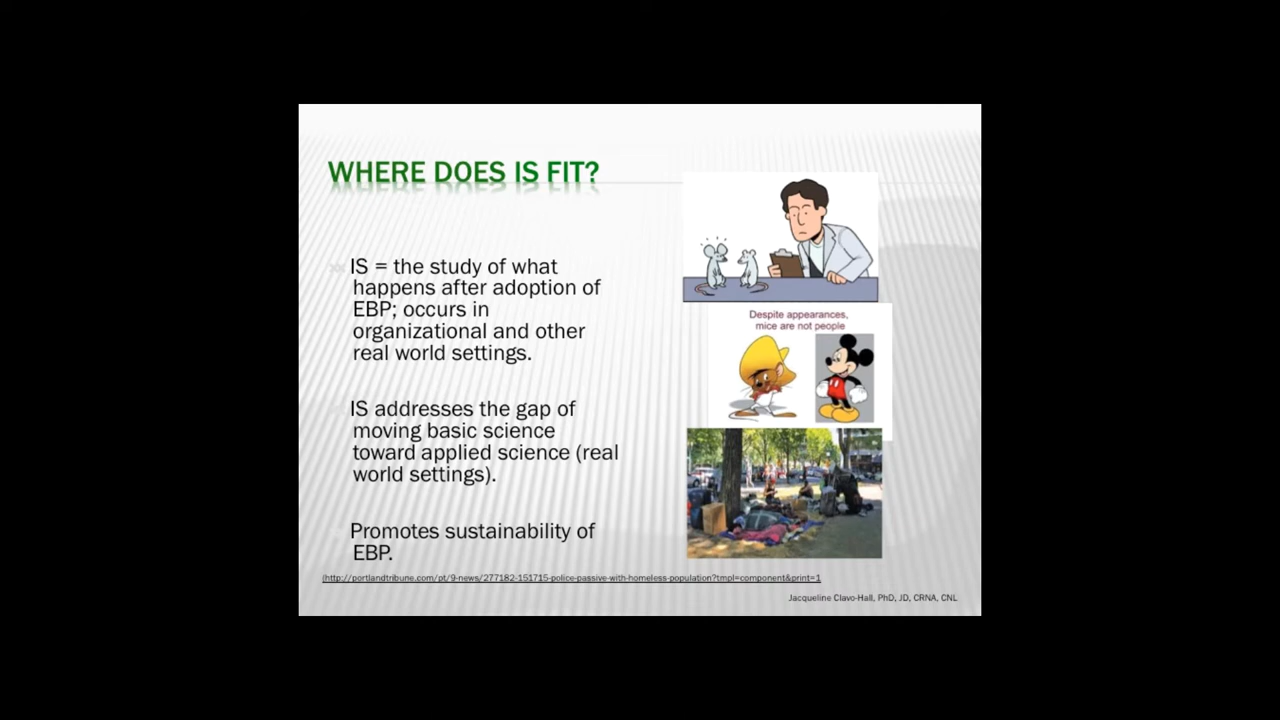 WHERE DOES IS FIT?
IS = the study of what
happens after adoption of
EBP; occurs in
organizational and other
real world settings.
IS addresses the gap of
moving basic science
toward applied science (real
world settings).
Promotes sustainability of
EBP.
Despite appearances,
mice are not people
(http://portlandtribune.com/pt/9-news/277182-151715-police-passive-with-homeless-population?tmpl=component&print=1
Jacqueline Clavo-Hall, PhD, JD, CRNA, CNL